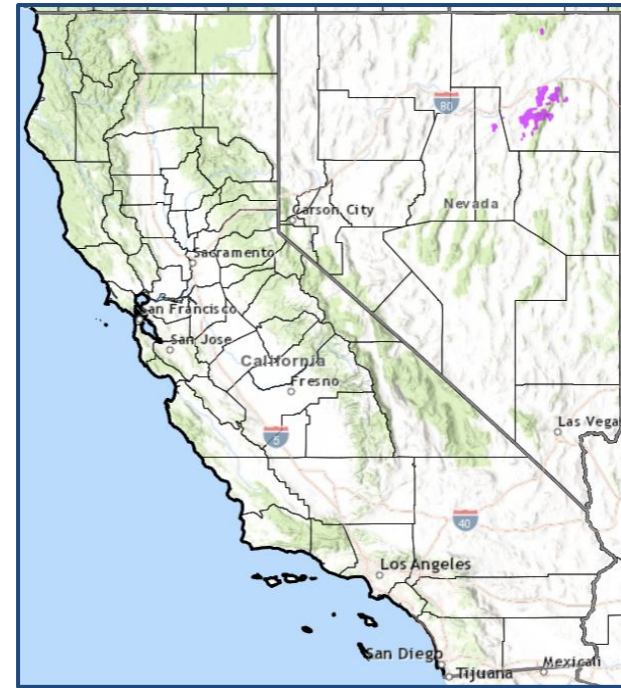 80
Carson City
Nevada
Sacramento
San Francisco
San Jose
California
Fresno
Las Vega
5
40
Los Angeles
San Diego
Tijuana
Mexicali